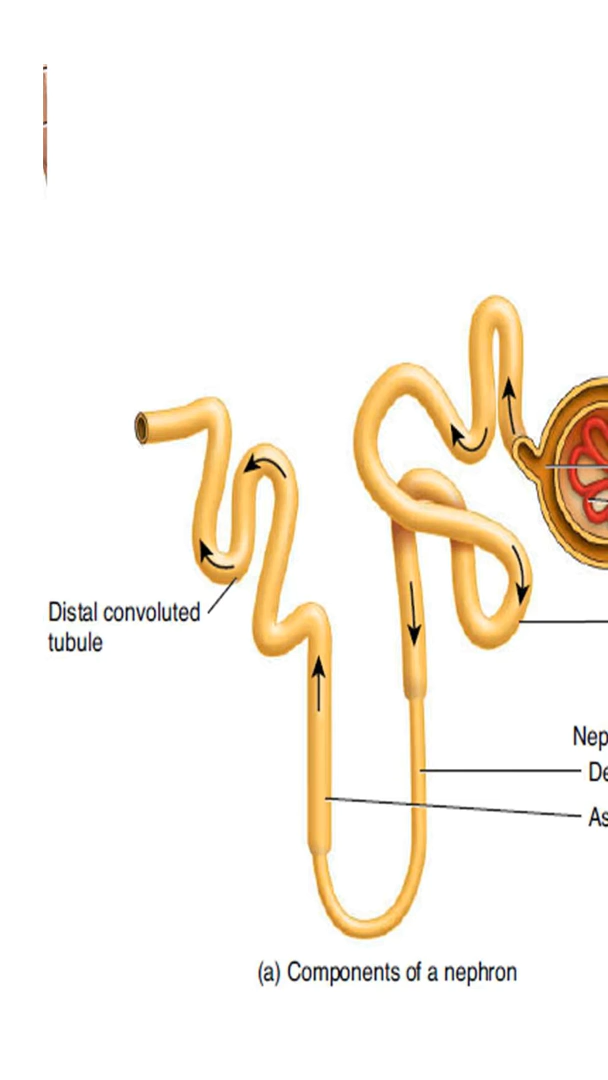 Distal convoluted
tubule
Nep
De
As
(a) Components of a nephron